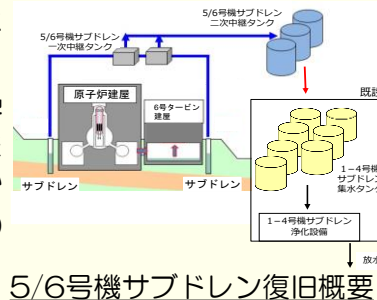 5/6号機サブドレン
二次中継タンク
5/6号機サブドレン
一次中継タンク
既設
原子炉建屋
6号タービン
建屋
サブドレン
サブドレン
1－4号機
サブドレン
集水タンク
1－4号機サブドレン
浄化設備
放水
5/6号機サブドレン復旧概要